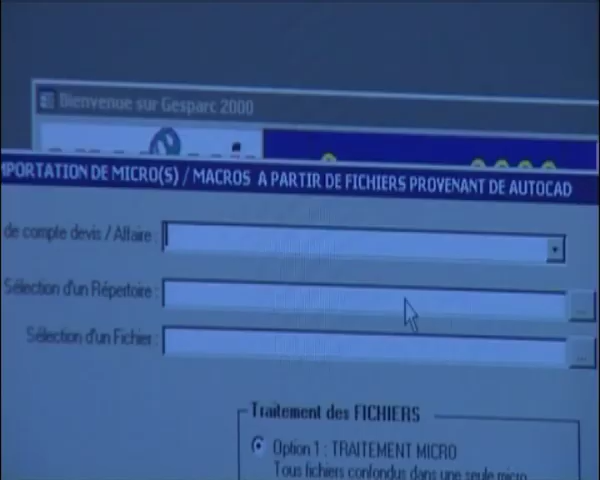 Bienvenue sur Gesparc 2000
MPORTATION DE MICRO(S) / MACROS A PARTIR DE FICHIERS PROVENANT DE AUTOCAD
de compte devis / Affaire :
Sélection d'un Répertoire :
...
Sélection d'un Fichier :
...
Traitement des FICHIERS
Option 1 : TRAITEMENT MICRO
Tous fichiers confondus dans une seule micro